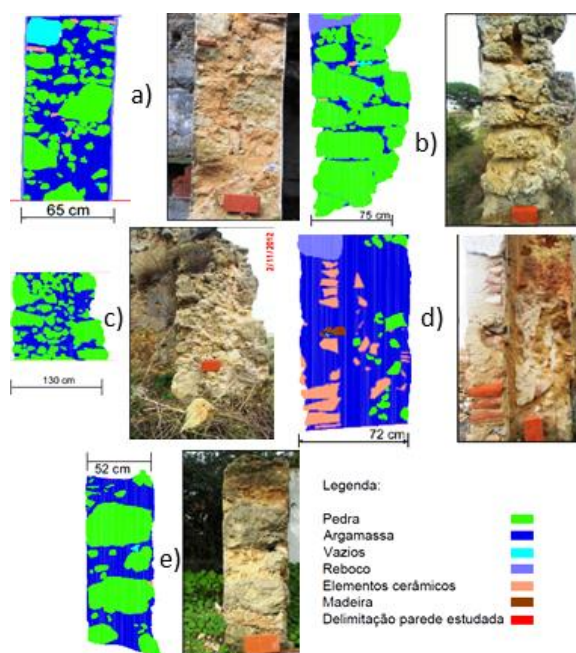 a)
65 cm
b)
75 cm
2/11/2012
c)
130 cm
d)
72 cm
52 cm
e)
Legenda:
Pedra
Argamassa
Vazios
Reboco
Elementos cerâmicos
Madeira
Delimitação parede estudada